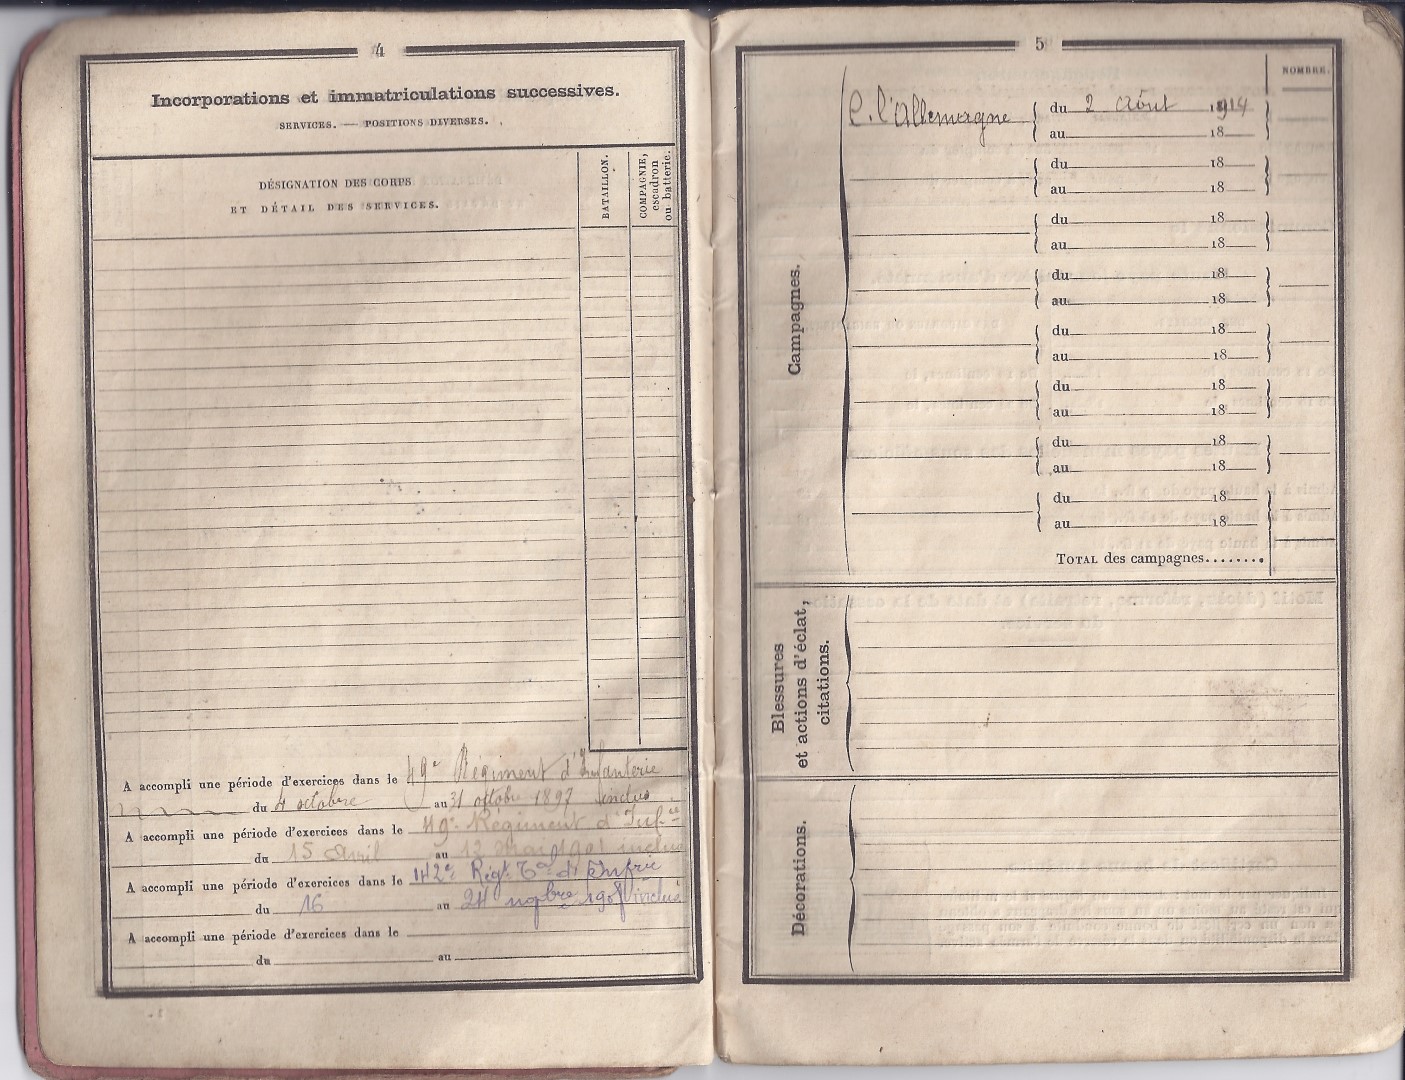 4
Incorporations et immatriculations successives.
SERVICES. — POSITIONS DIVERSES.
DÉSIGNATION DES CORPS
ET DÉTAIL DES SERVICES.
BATAILLON.
COMPAGNIE,
escadron
ou batterie.
A accompli une période d'exercices dans le 49e Régiment d'Infanterie
du 4 octobre au 31 octobre 1897 inclus
A accompli une période d'exercices dans le 49e Régiment d'Infie
du 15 Avril au 12 Mai 1901 inclus
A accompli une période d'exercices dans le 142e Régt Tal d'Infrie
du 16 au 24 novbre 1908 inclus
A accompli une période d'exercices dans le
du au
5
NOMBRE.
Campagnes.
C. l'Allemagne du 2 Aôut 1914
au 18
du 18
au 18
du 18
au 18
du 18
au 18
du 18
au 18
du 18
au 18
du 18
au 18
du 18
au 18
TOTAL des campagnes........
Blessures
et actions d'éclat,
citations.
Décorations.